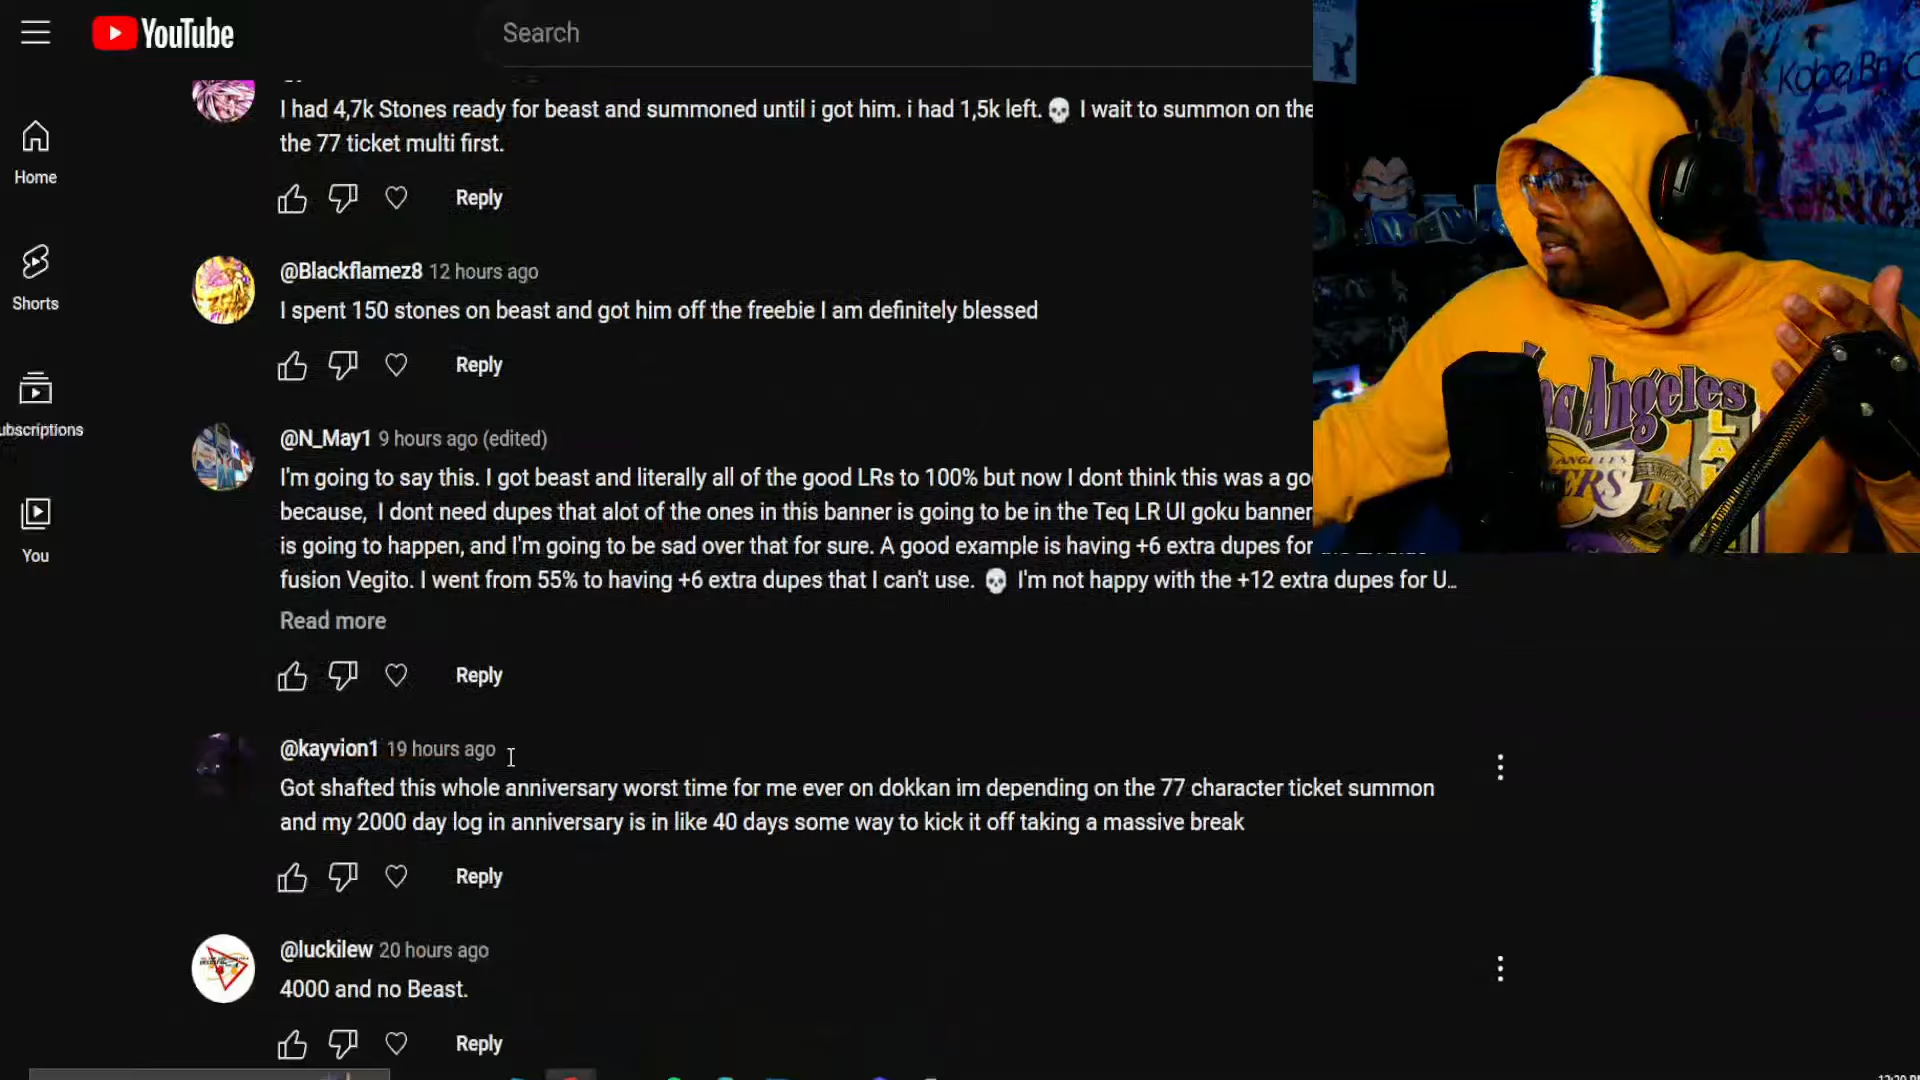 YouTube
Search
Kobe
I had 4,7k Stones ready for beast and summoned until i got him. i had 1,5k left. 💀 I wait to summon on the
the 77 ticket multi first.
Home
Reply
@Blackflamez8 12 hours ago
I spent 150 stones on beast and got him off the freebie I am definitely blessed
Shorts
Reply
Los Angeles
ubscriptions
@N_May1 9 hours ago (edited)
I'm going to say this. I got beast and literally all of the good LRs to 100% but now I dont think this was a
because, I dont need dupes that alot of the ones in this banner is going to be in the Teq LR UI goku banner
is going to happen, and I'm going to be sad over that for sure. A good example is having +6 extra dupes for
fusion Vegito. I went from 55% to having +6 extra dupes that I can't use. 💀 I'm not happy with the +12 extra dupes for U…
You
Read more
Reply
@kayvion1 19 hours ago
Got shafted this whole anniversary worst time for me ever on dokkan im depending on the 77 character ticket summon
and my 2000 day log in anniversary is in like 40 days some way to kick it off taking a massive break
Reply
@luckilew 20 hours ago
4000 and no Beast.
Reply